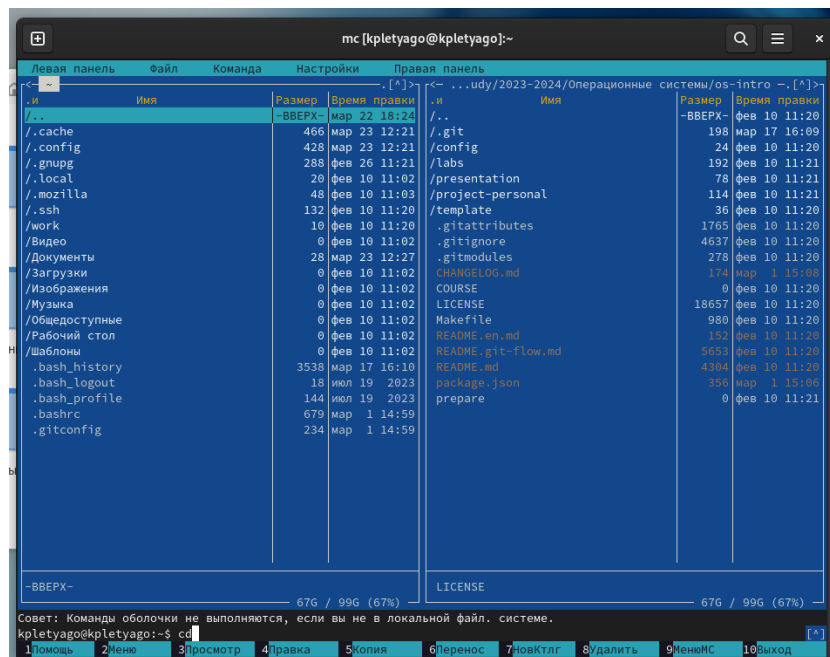 mc [kpletyago@kpletyago]:~
Левая панель Файл Команда Настройки Правая панель
<— ~ —.[^]>
.и Имя Размер Время правки
/.. -ВВЕРХ- мар 22 18:24
/.cache 466 мар 23 12:21
/.config 428 мар 23 12:21
/.gnupg 288 фев 26 11:21
/.local 20 фев 10 11:02
/.mozilla 48 фев 10 11:03
/.ssh 132 фев 10 11:20
/work 10 фев 10 11:20
/Видео 0 фев 10 11:02
/Документы 28 мар 23 12:27
/Загрузки 0 фев 10 11:02
/Изображения 0 фев 10 11:02
/Музыка 0 фев 10 11:02
/Общедоступные 0 фев 10 11:02
/Рабочий стол 0 фев 10 11:02
/Шаблоны 0 фев 10 11:02
.bash_history 3538 мар 17 16:10
.bash_logout 18 июл 19 2023
.bash_profile 144 июл 19 2023
.bashrc 679 мар 1 14:59
.gitconfig 234 мар 1 14:59
-ВВЕРХ-
67G / 99G (67%)
<— ...udy/2023-2024/Операционные системы/os-intro —.[^]>
.и Имя Размер Время правки
/.. -ВВЕРХ- фев 10 11:20
/.git 198 мар 17 16:09
/config 24 фев 10 11:20
/labs 192 фев 10 11:21
/presentation 78 фев 10 11:21
/project-personal 114 фев 10 11:21
/template 36 фев 10 11:20
.gitattributes 1765 фев 10 11:20
.gitignore 4637 фев 10 11:20
.gitmodules 278 фев 10 11:20
CHANGELOG.md 174 мар 1 15:08
COURSE 0 фев 10 11:20
LICENSE 18657 фев 10 11:20
Makefile 980 фев 10 11:20
README.en.md 152 фев 10 11:20
README.git-flow.md 5653 фев 10 11:20
README.md 4304 фев 10 11:20
package.json 356 мар 1 15:06
prepare 0 фев 10 11:21
LICENSE
67G / 99G (67%)
Совет: Команды оболочки не выполняются, если вы не в локальной файл. системе.
kpletyago@kpletyago:~$ cd [^]
1Помощь 2Меню 3Просмотр 4Правка 5Копия 6Перенос 7НовКтлг 8Удалить 9МенюМС 10Выход